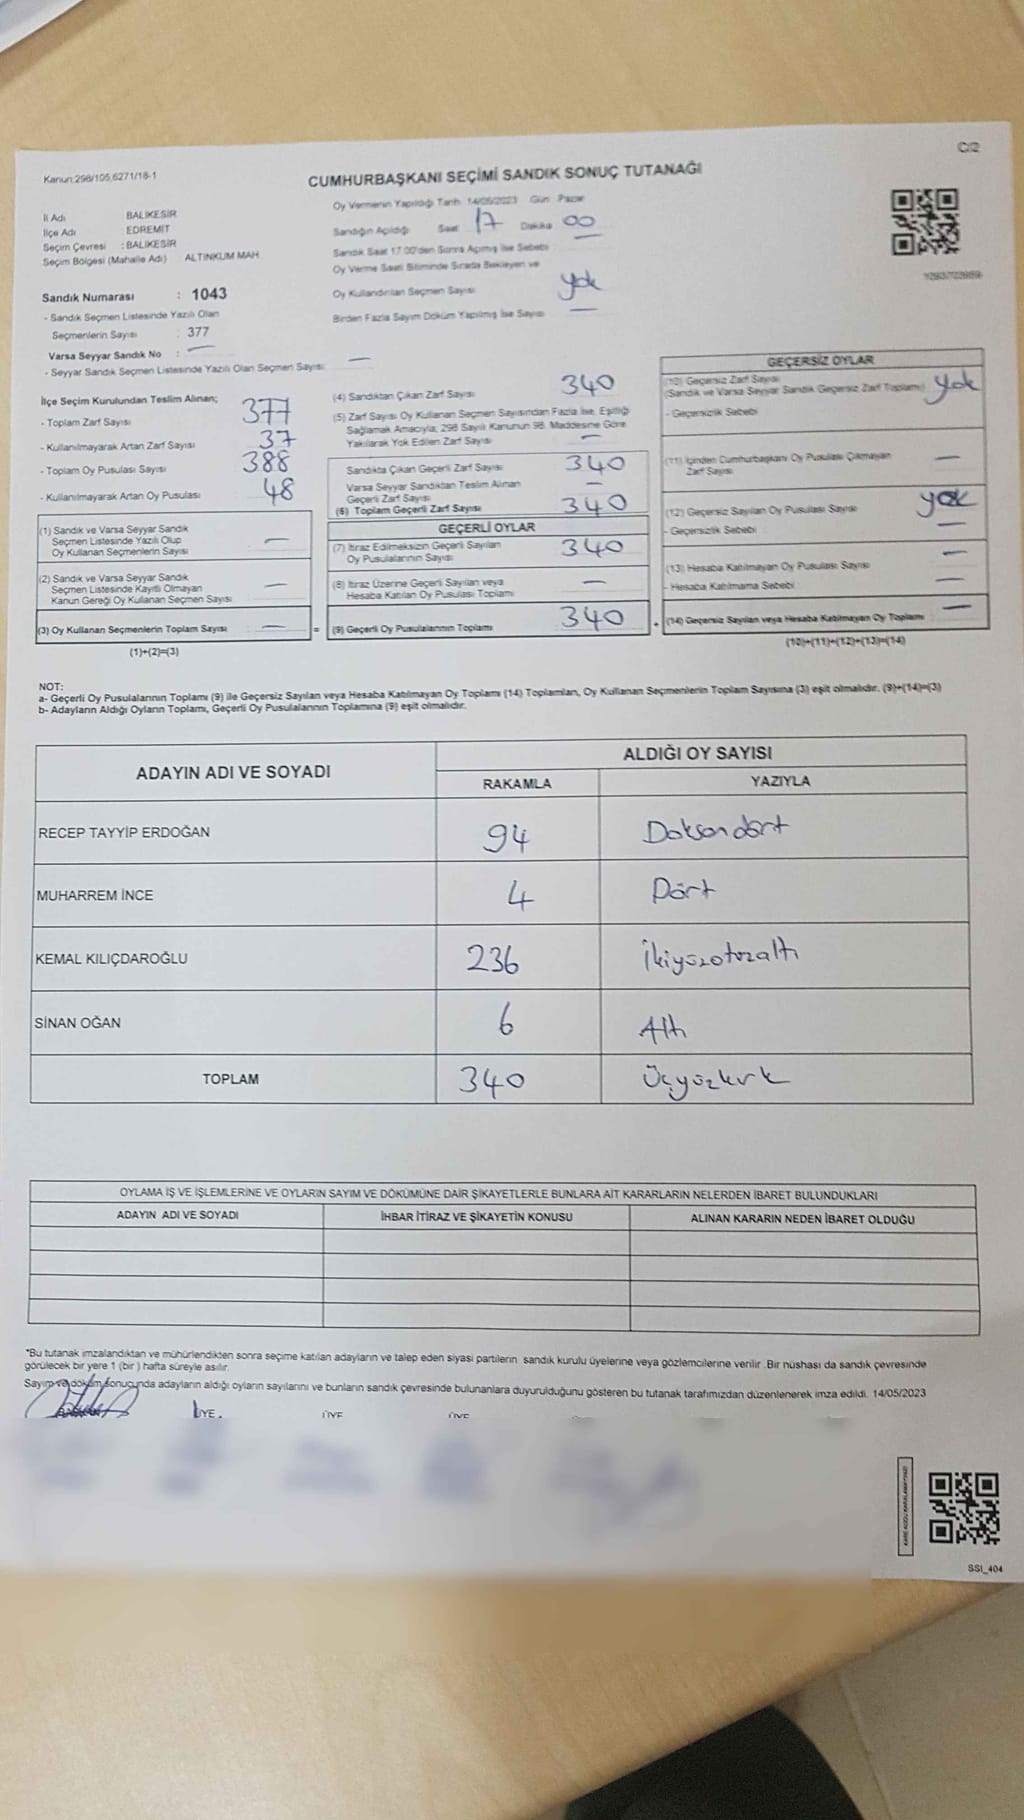 C/2
Kanun:298/105,6271/18-1
CUMHURBAŞKANI SEÇİMİ SANDIK SONUÇ TUTANAĞI
İl Adı BALIKESİR
İlçe Adı EDREMİT
Seçim Çevresi : BALIKESİR
Seçim Bölgesi (Mahalle Adı) ALTINKUM MAH.
Sandık Numarası : 1043
- Sandık Seçmen Listesinde Yazılı Olan
Seçmenlerin Sayısı : 377
Varsa Seyyar Sandık No : —
- Seyyar Sandık Seçmen Listesinde Yazılı Olan Seçmen Sayısı: —
Oy Vermenin Yapıldığı Tarih 14/05/2023 Gün : Pazar
Sandığın Açıldığı Saat 17 Dakika 00
Sandık Saat 17:00'den Sonra Açılmış İse Sebebi —
Oy Verme Saati Bitiminde Sırada Bekleyen ve
Oy Kullandırılan Seçmen Sayısı yok
Birden Fazla Sayım Döküm Yapılmış İse Sayısı —
İlçe Seçim Kurulundan Teslim Alınan;
- Toplam Zarf Sayısı 377
- Kullanılmayarak Artan Zarf Sayısı 37
- Toplam Oy Pusulası Sayısı 388
- Kullanılmayarak Artan Oy Pusulası 48
(1) Sandık ve Varsa Seyyar Sandık
Seçmen Listesinde Yazılı Olup
Oy Kullanan Seçmenlerin Sayısı —
(2) Sandık ve Varsa Seyyar Sandık
Seçmen Listesinde Kayıtlı Olmayan
Kanun Gereği Oy Kullanan Seçmen Sayısı —
(3) Oy Kullanan Seçmenlerin Toplam Sayısı — =
(1)+(2)=(3)
(4) Sandıktan Çıkan Zarf Sayısı 340
(5) Zarf Sayısı Oy Kullanan Seçmen Sayısından Fazla İse, Eşitliği
Sağlamak Amacıyla, 298 Sayılı Kanunun 98. Maddesine Göre
Yakılarak Yok Edilen Zarf Sayısı —
Sandıkta Çıkan Geçerli Zarf Sayısı 340
Varsa Seyyar Sandıktan Teslim Alınan
Geçerli Zarf Sayısı —
(6) Toplam Geçerli Zarf Sayısı 340
GEÇERLİ OYLAR
(7) İtiraz Edilmeksizin Geçerli Sayılan
Oy Pusulalarının Sayısı 340
(8) İtiraz Üzerine Geçerli Sayılan veya
Hesaba Katılan Oy Pusulası Toplamı —
(9) Geçerli Oy Pusulalarının Toplamı 340 +
GEÇERSİZ OYLAR
(10) Geçersiz Zarf Sayısı
(Sandık ve Varsa Seyyar Sandık Geçersiz Zarf Toplamı) yok
- Geçersizlik Sebebi
(11) İçinden Cumhurbaşkanı Oy Pusulası Çıkmayan
Zarf Sayısı —
(12) Geçersiz Sayılan Oy Pusulası Sayısı yok
- Geçersizlik Sebebi —
(13) Hesaba Katılmayan Oy Pusulası Sayısı —
- Hesaba Katılmama Sebebi —
(14) Geçersiz Sayılan veya Hesaba Katılmayan Oy Toplamı —
(10)+(11)+(12)+(13)=(14)
NOT:
a- Geçerli Oy Pusulalarının Toplamı (9) ile Geçersiz Sayılan veya Hesaba Katılmayan Oy Toplamı (14) Toplamları, Oy Kullanan Seçmenlerin Toplam Sayısına (3) eşit olmalıdır. (9)+(14)=(3)
b- Adayların Aldığı Oyların Toplamı, Geçerli Oy Pusulalarının Toplamına (9) eşit olmalıdır.
ADAYIN ADI VE SOYADI ALDIĞI OY SAYISI
RAKAMLA YAZIYLA
RECEP TAYYİP ERDOĞAN 94 Doksandört
MUHARREM İNCE 4 Dört
KEMAL KILIÇDAROĞLU 236 İkiyüzotuzaltı
SİNAN OĞAN 6 Altı
TOPLAM 340 Üçyüzkırk
OYLAMA İŞ VE İŞLEMLERİNE VE OYLARIN SAYIM VE DÖKÜMÜNE DAİR ŞİKAYETLERLE BUNLARA AİT KARARLARIN NELERDEN İBARET BULUNDUKLARI
ADAYIN ADI VE SOYADI İHBAR İTİRAZ VE ŞİKAYETİN KONUSU ALINAN KARARIN NEDEN İBARET OLDUĞU
*Bu tutanak imzalandıktan ve mühürlendikten sonra seçime katılan adayların ve talep eden siyasi partilerin sandık kurulu üyelerine veya gözlemcilerine verilir. Bir nüshası da sandık çevresinde
görülecek bir yere 1 (bir ) hafta süreyle asılır.
Sayım ve döküm sonucunda adayların aldığı oyların sayılarını ve bunların sandık çevresinde bulunanlara duyurulduğunu gösteren bu tutanak tarafımızdan düzenlenerek imza edildi. 14/05/2023
BAŞKAN ÜYE ÜYE ÜYE
SSI_404